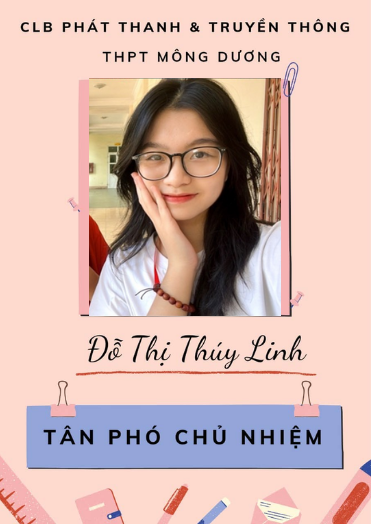 CLB PHÁT THANH & TRUYỀN THÔNG
THPT MÔNG DƯƠNG
Đỗ Thị Thúy Linh
TÂN PHÓ CHỦ NHIỆM